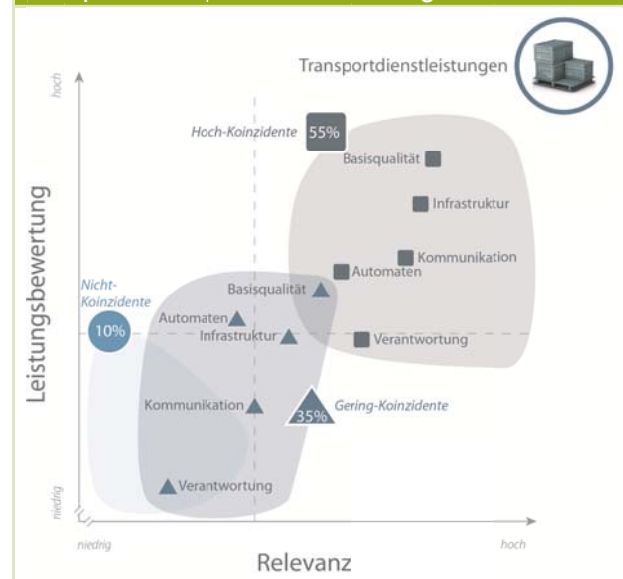 Transportdienstleistungen
hoch
Hoch-Koinzidente
55%
Basisqualität
Infrastruktur
Leistungsbewertung
Kommunikation
Automaten
Nicht-
Koinzidente
Basisqualität
10%
Automaten
Infrastruktur
Verantwortung
Kommunikation
35%
Gering-Koinzidente
Verantwortung
niedrig
niedrig
hoch
Relevanz